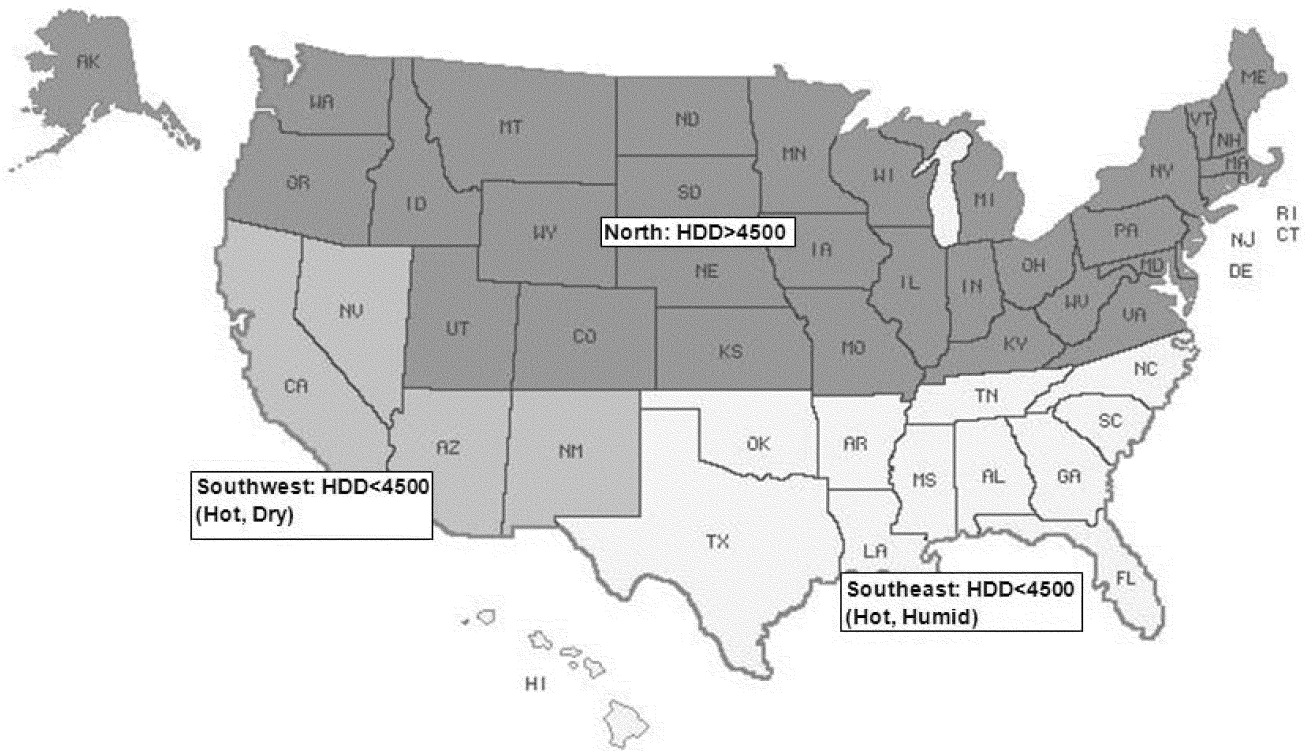 AK
WA
MT
ND
MN
OR
ID
SD
WI
MI
NY
VT
NH
ME
MA
WY
North: HDD>4500
IA
PA
RI
CT
NJ
DE
NE
IL
IN
OH
MD
NV
UT
CO
KS
MO
KY
WV
VA
CA
AZ
NM
OK
AR
TN
NC
SC
MS
AL
GA
Southwest: HDD<4500
(Hot, Dry)
TX
LA
FL
Southeast: HDD<4500
(Hot, Humid)
HI